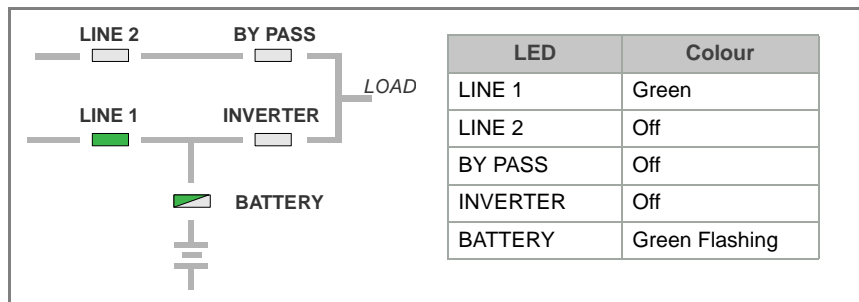 LINE 2 BY PASS
LOAD
LINE 1 INVERTER
BATTERY
LED Colour
LINE 1 Green
LINE 2 Off
BY PASS Off
INVERTER Off
BATTERY Green Flashing